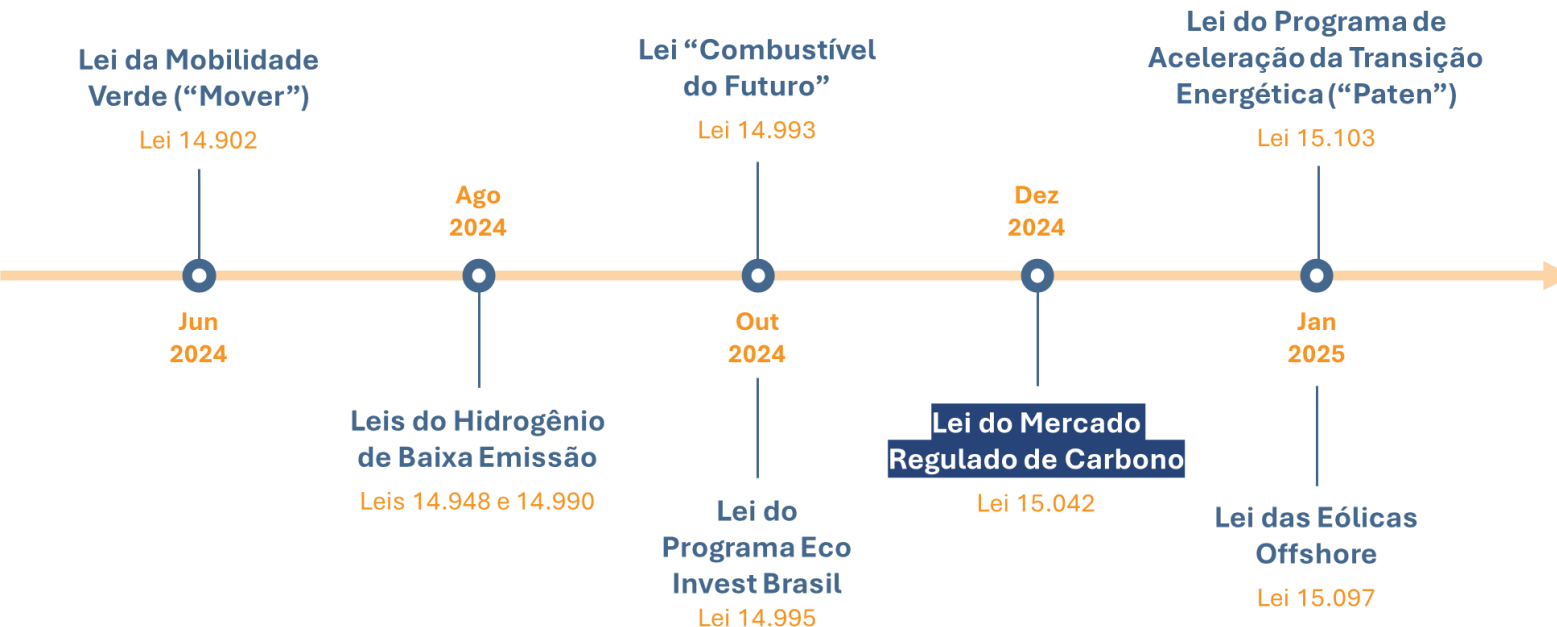 Lei da Mobilidade
Verde (“Mover”)
Lei 14.902
Jun
2024
Ago
2024
Leis do Hidrogênio
de Baixa Emissão
Leis 14.948 e 14.990
Lei “Combustível
do Futuro”
Lei 14.993
Out
2024
Lei do
Programa Eco
Invest Brasil
Lei 14.995
Dez
2024
Lei do Mercado
Regulado de Carbono
Lei 15.042
Lei do Programa de
Aceleração da Transição
Energética (“Paten”)
Lei 15.103
Jan
2025
Lei das Eólicas
Offshore
Lei 15.097